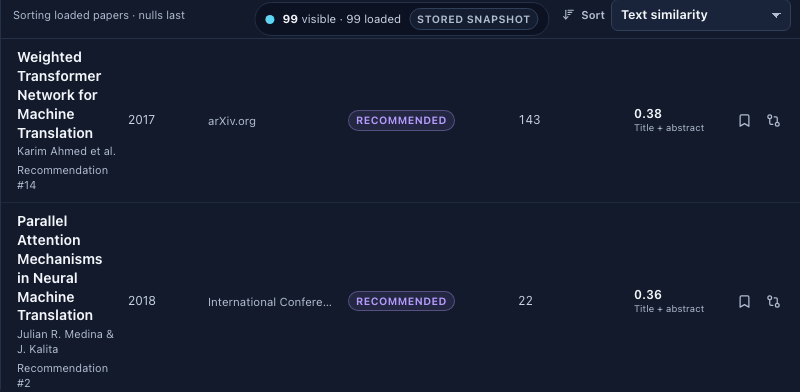 Sorting loaded papers · nulls last
99 visible · 99 loaded STORED SNAPSHOT
Sort Text similarity
Weighted
Transformer
Network for
Machine
Translation
Karim Ahmed et al.
Recommendation
#14
2017
arXiv.org
RECOMMENDED
143
0.38
Title + abstract
Parallel
Attention
Mechanisms
in Neural
Machine
Translation
Julian R. Medina &
J. Kalita
Recommendation
#2
2018
International Confere...
RECOMMENDED
22
0.36
Title + abstract